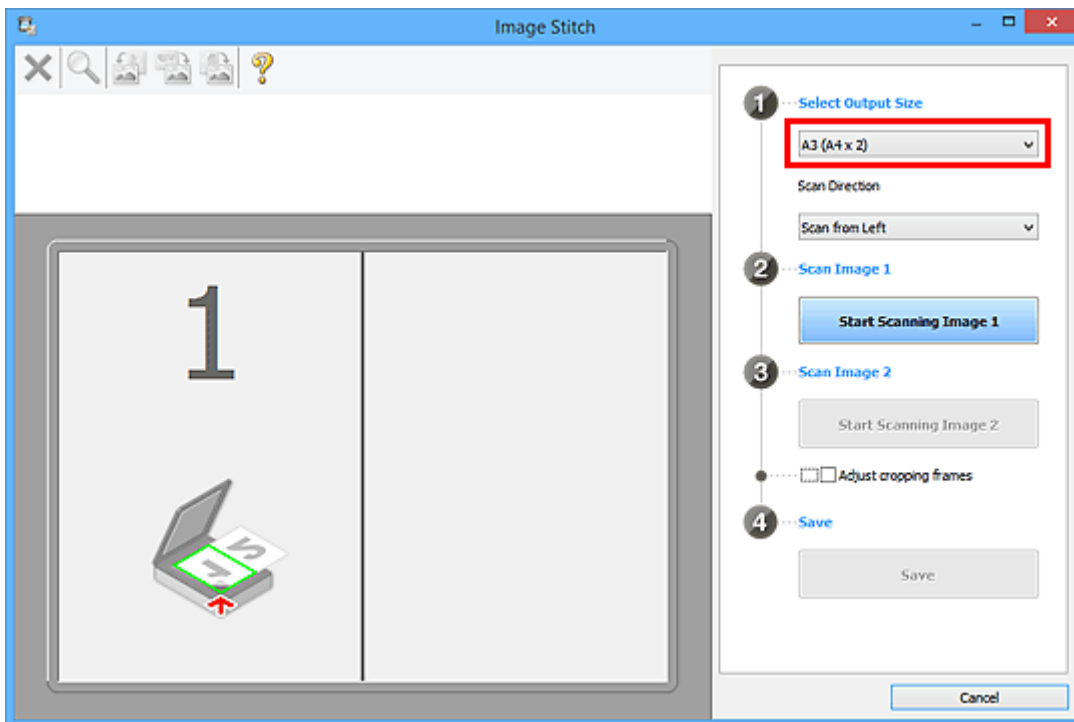 Image Stitch
1
1
Select Output Size
A3 (A4 x 2)
Scan Direction
Scan from Left
2
Scan Image 1
Start Scanning Image 1
3
Scan Image 2
Start Scanning Image 2
Adjust cropping frames
4
Save
Save
Cancel